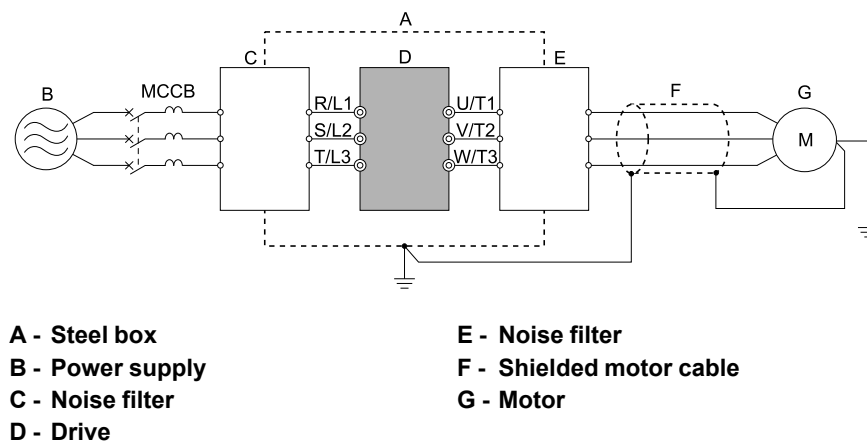 A
C
D
E
B
MCCB
F
G
R/L1
U/T1
S/L2
V/T2
M
T/L3
W/T3
A - Steel box
B - Power supply
C - Noise filter
D - Drive
E - Noise filter
F - Shielded motor cable
G - Motor